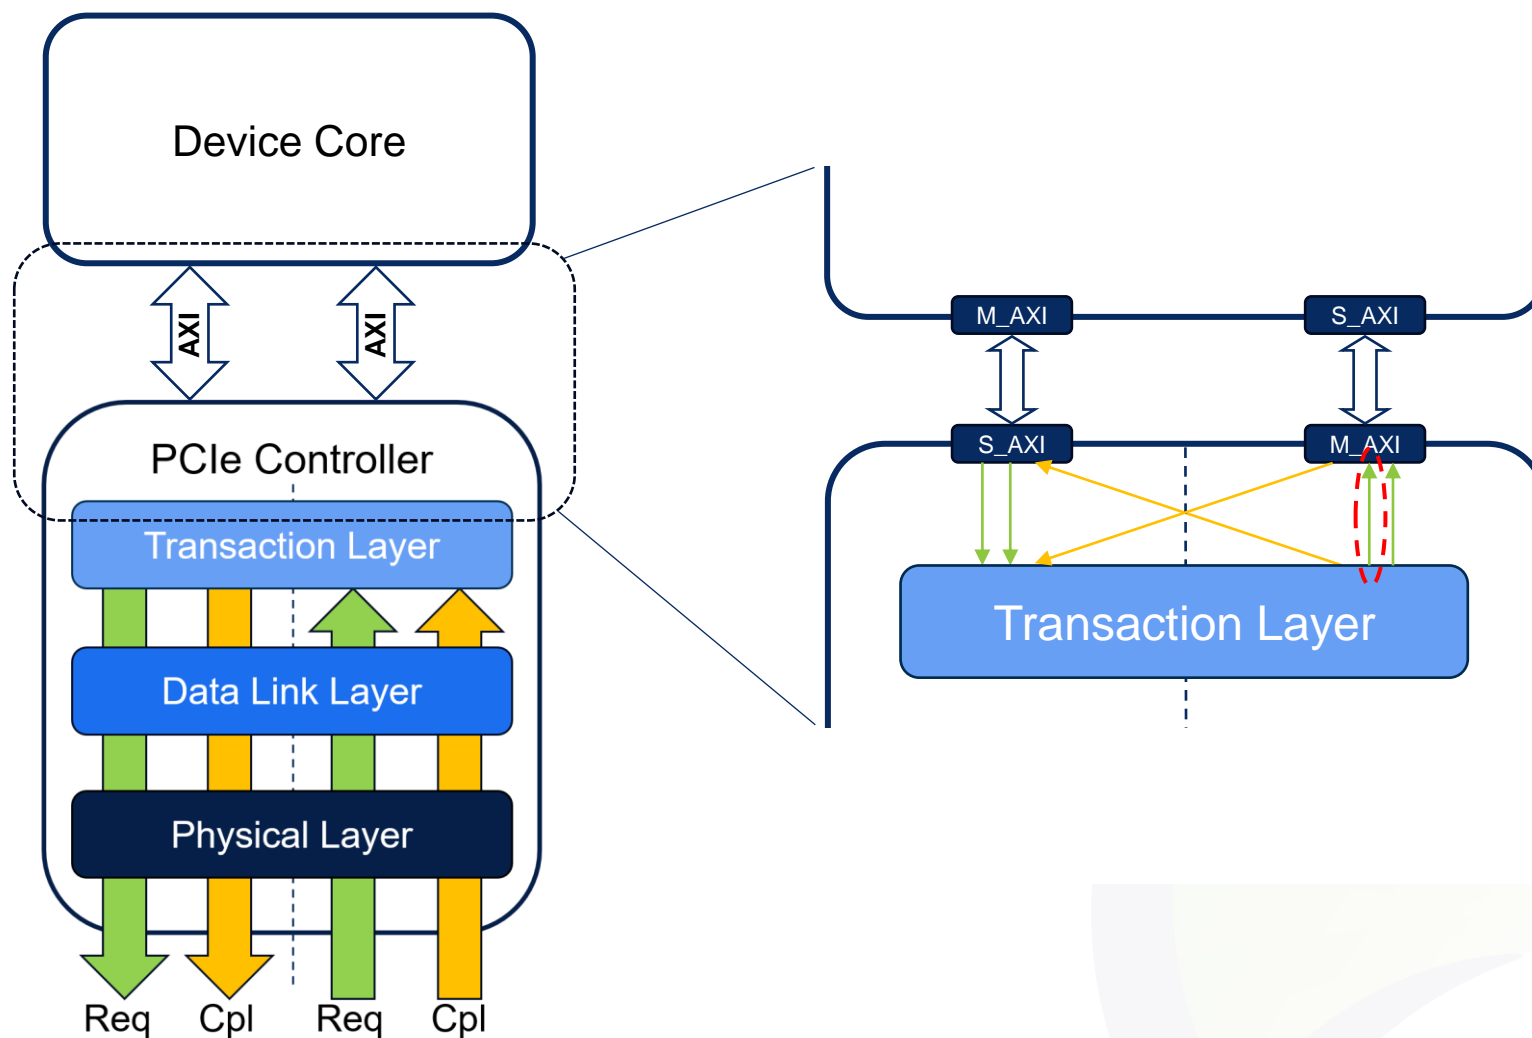 Device Core
AXI
AXI
PCIe Controller
Transaction Layer
Data Link Layer
Physical Layer
Req
Cpl
Req
Cpl
M_AXI
S_AXI
S_AXI
M_AXI
Transaction Layer